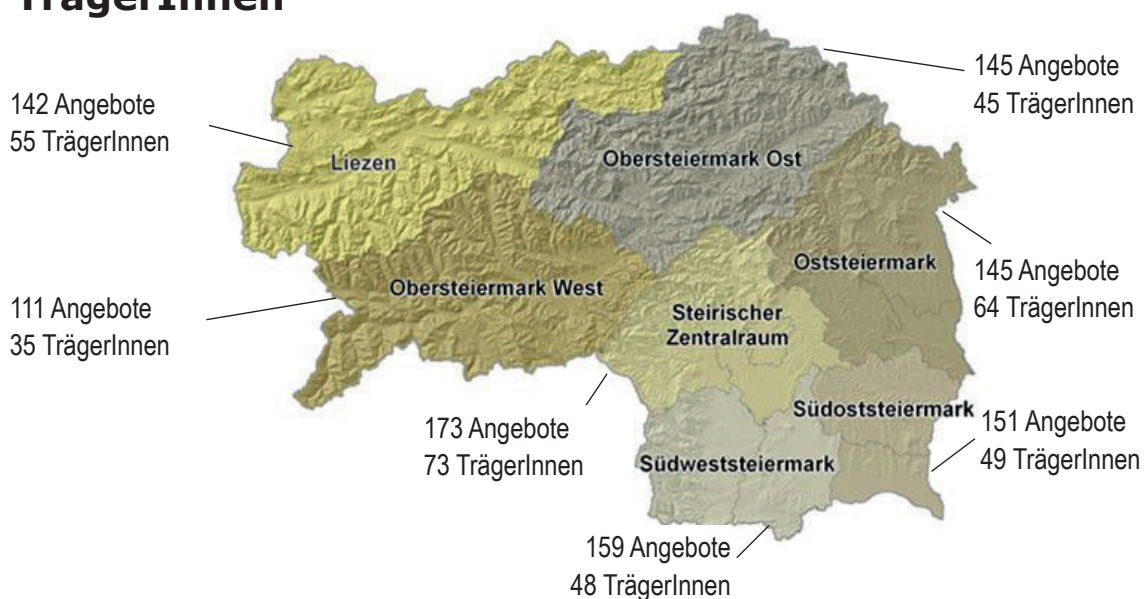 TrägerInnen
145 Angebote
45 TrägerInnen
142 Angebote
55 TrägerInnen
Liezen
Obersteiermark Ost
Oststeiermark
145 Angebote
64 TrägerInnen
Obersteiermark West
111 Angebote
35 TrägerInnen
Steirischer
Zentralraum
Südoststeiermark
151 Angebote
49 TrägerInnen
173 Angebote
73 TrägerInnen
Südweststeiermark
159 Angebote
48 TrägerInnen